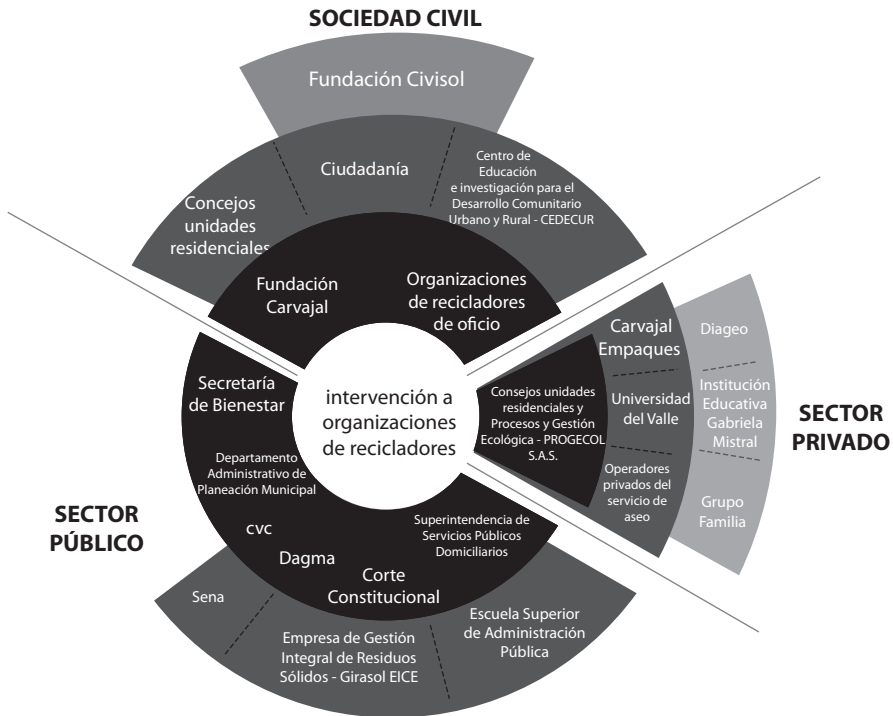 SOCIEDAD CIVIL
Fundación Civisol
Concejos
unidades
residenciales
Ciudadanía
Centro de
Educación
e investigación para el
Desarrollo Comunitario
Urbano y Rural - CEDECUR
Fundación
Carvajal
Organizaciones
de recicladores
de oficio
intervención a
organizaciones
de recicladores
Consejos unidades
residenciales y
Procesos y Gestión
Ecológica - PROGECOL
S.A.S.
Carvajal
Empaques
Universidad
del Valle
Operadores
privados del
servicio de
aseo
Diageo
Institución
Educativa
Gabriela
Mistral
Grupo
Familia
SECTOR
PRIVADO
Secretaría
de Bienestar
Departamento
Administrativo de
Planeación Municipal
CVC
Dagma
Corte
Constitucional
Superintendencia de
Servicios Públicos
Domiciliarios
SECTOR
PÚBLICO
Sena
Empresa de Gestión
Integral de Residuos
Sólidos - Girasol EICE
Escuela Superior
de Administración
Pública